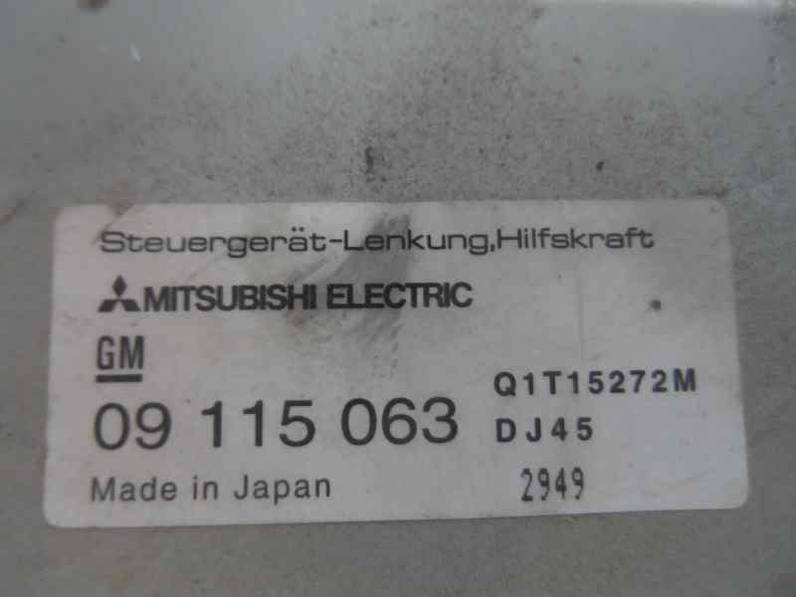 Steuergerät-Lenkung,Hilfskraft
MITSUBISHI ELECTRIC
GM
09 115 063 Q1T15272M
DJ45
Made in Japan 2949